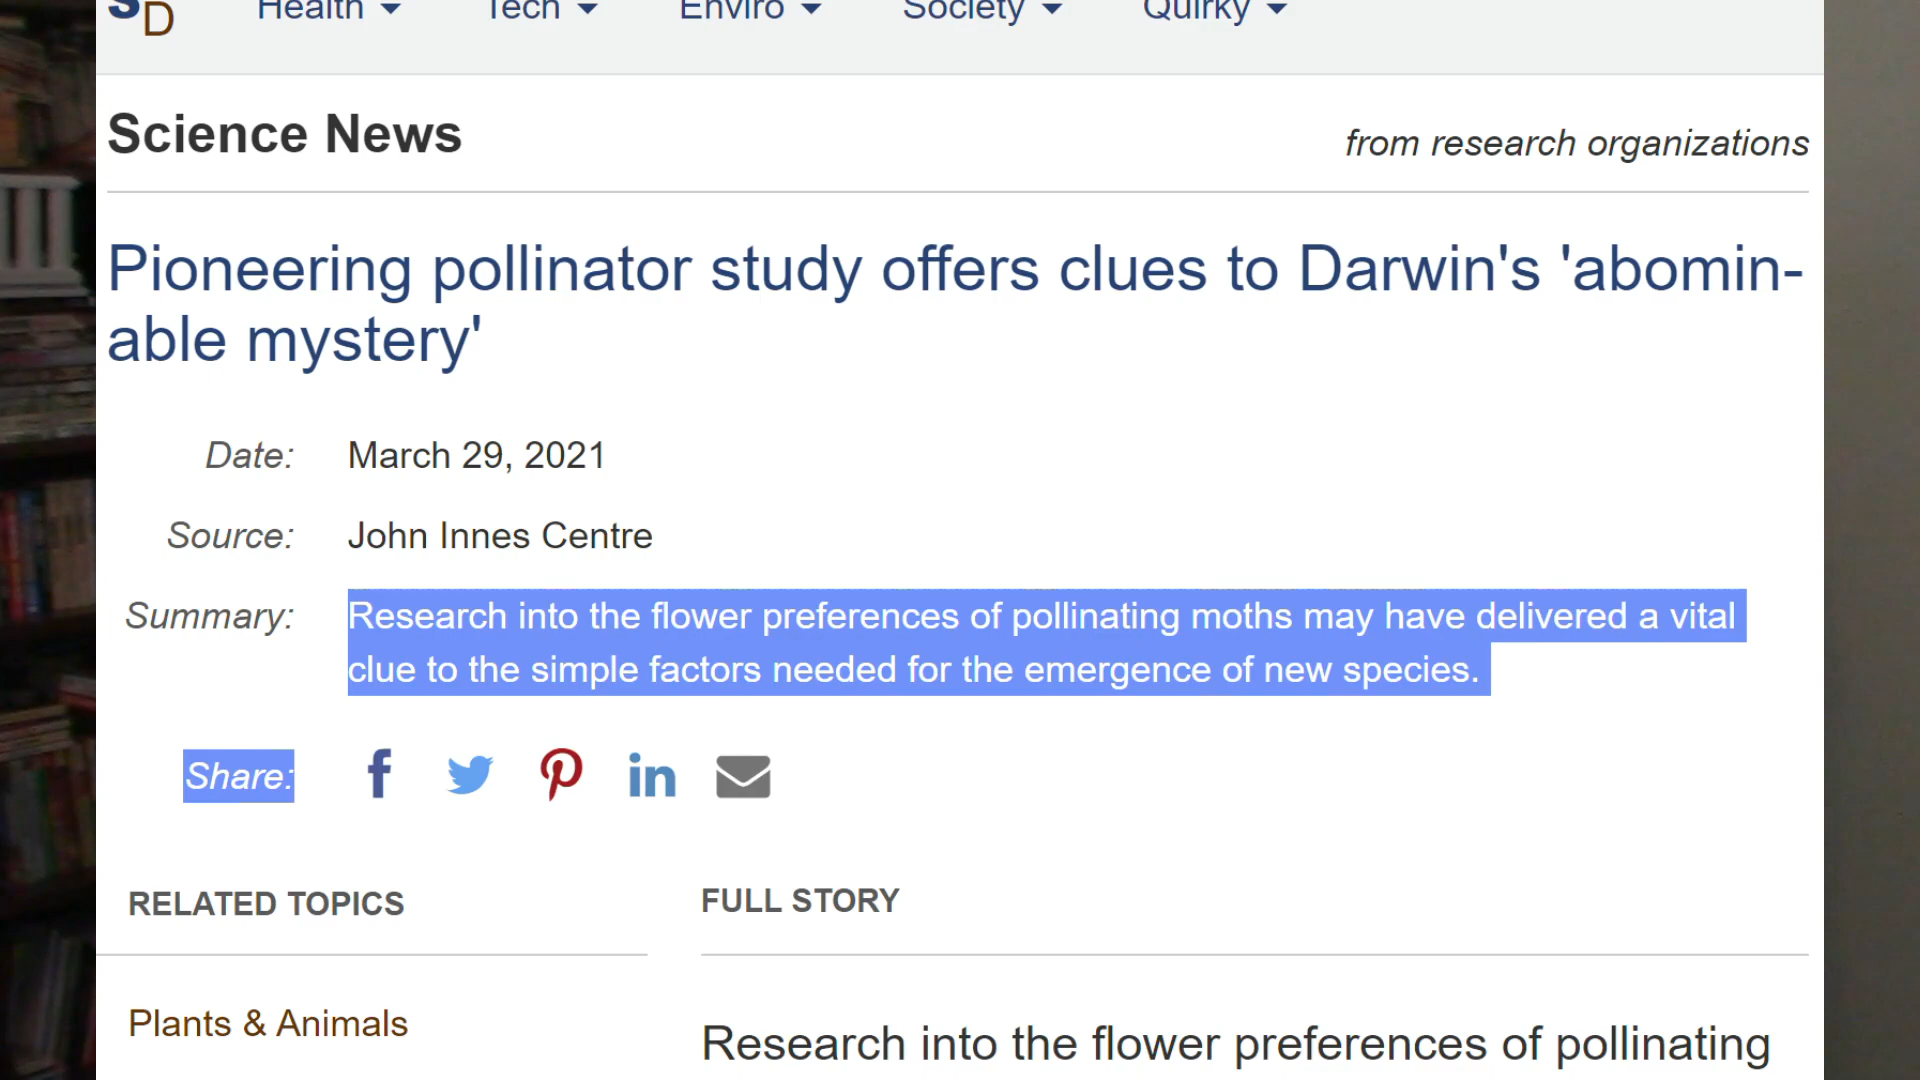 SD
Health Tech Enviro Society Quirky
Science News
from research organizations
Pioneering pollinator study offers clues to Darwin's 'abomin-
able mystery'
Date: March 29, 2021
Source: John Innes Centre
Summary: Research into the flower preferences of pollinating moths may have delivered a vital
clue to the simple factors needed for the emergence of new species.
Share: f in
RELATED TOPICS
FULL STORY
Plants & Animals
Research into the flower preferences of pollinating